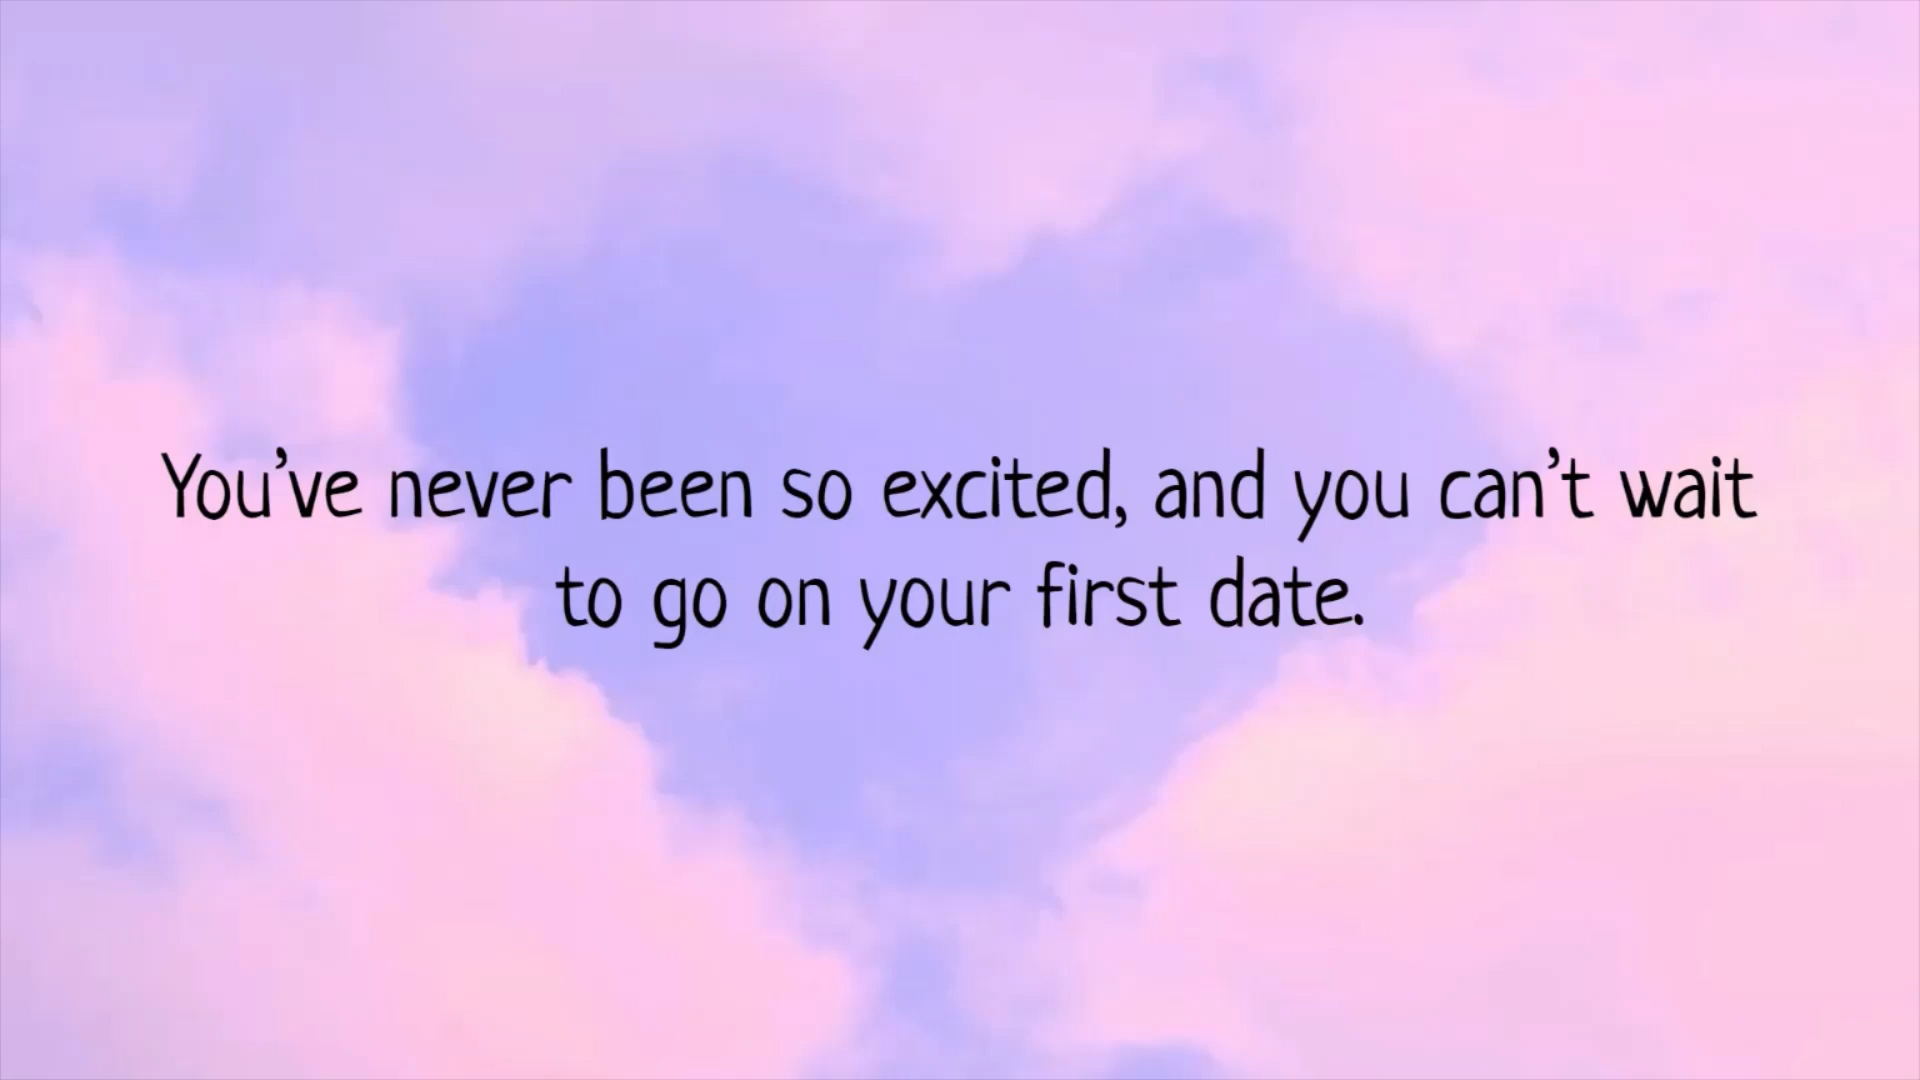 You’ve never been so excited, and you can’t wait
to go on your first date.